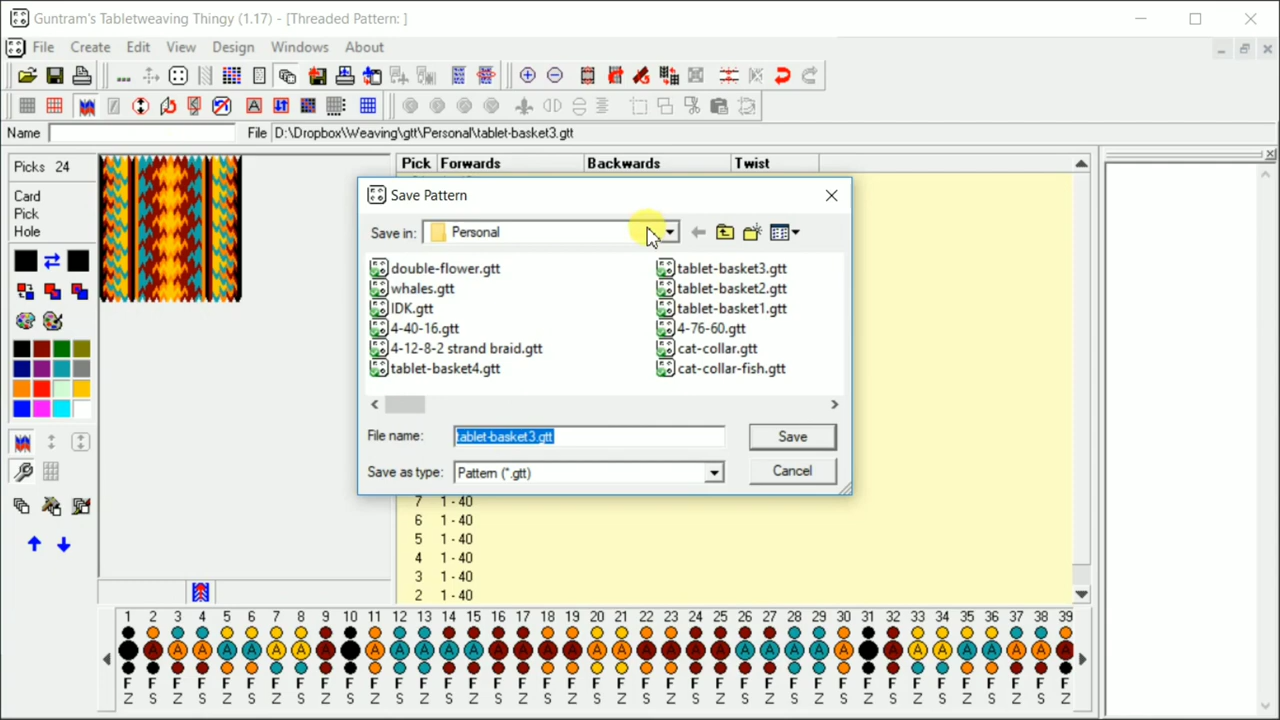 Guntram's Tabletweaving Thingy (1.17) - [Threaded Pattern: ]
File Create Edit View Design Windows About
Name File D:\Dropbox\Weaving\gtt\Personal\tablet-basket3.gtt
Picks 24
Card
Pick
Hole
Pick Forwards Backwards Twist
Save Pattern
Save in: Personal
double-flower.gtt tablet-basket3.gtt
whales.gtt tablet-basket2.gtt
IDK.gtt tablet-basket1.gtt
4-40-16.gtt 4-76-60.gtt
4-12-8-2 strand braid.gtt cat-collar.gtt
tablet-basket4.gtt cat-collar-fish.gtt
File name: tablet-basket3.gtt Save
Save as type: Pattern (*.gtt) Cancel
7 1 - 40
6 1 - 40
5 1 - 40
4 1 - 40
3 1 - 40
2 1 - 40
1 2 3 4 5 6 7 8 9 10 11 12 13 14 15 16 17 18 19 20 21 22 23 24 25 26 27 28 29 30 31 32 33 34 35 36 37 38 39
A A A A A A A A A A A A A A A A A A A A A A A A A A A A A A A A A A A A A A A
F F F F F F F F F F F F F F F F F F F F F F F F F F F F F F F F F F F F F F F
Z S Z S Z S Z S Z S Z S Z S Z S Z S Z S Z S Z S Z S Z S Z S Z S Z S Z S Z S Z